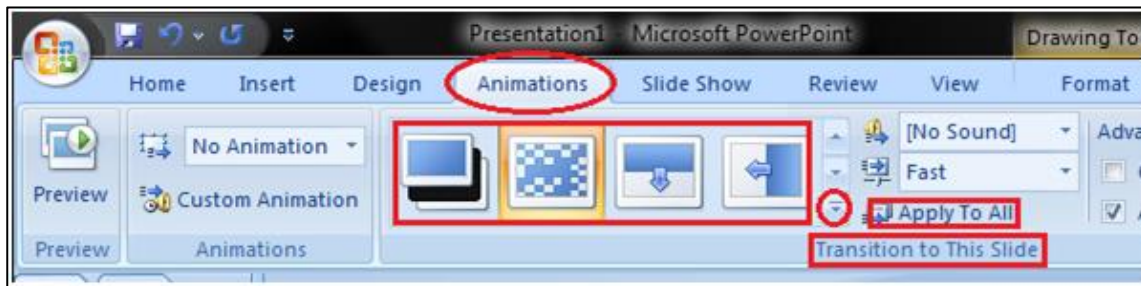 Presentation1 - Microsoft PowerPoint
Drawing To
Home Insert Design Animations Slide Show Review View Format
No Animation
[No Sound]
Adva
Preview
Custom Animation
Fast
Apply To All
Preview
Animations
Transition to This Slide